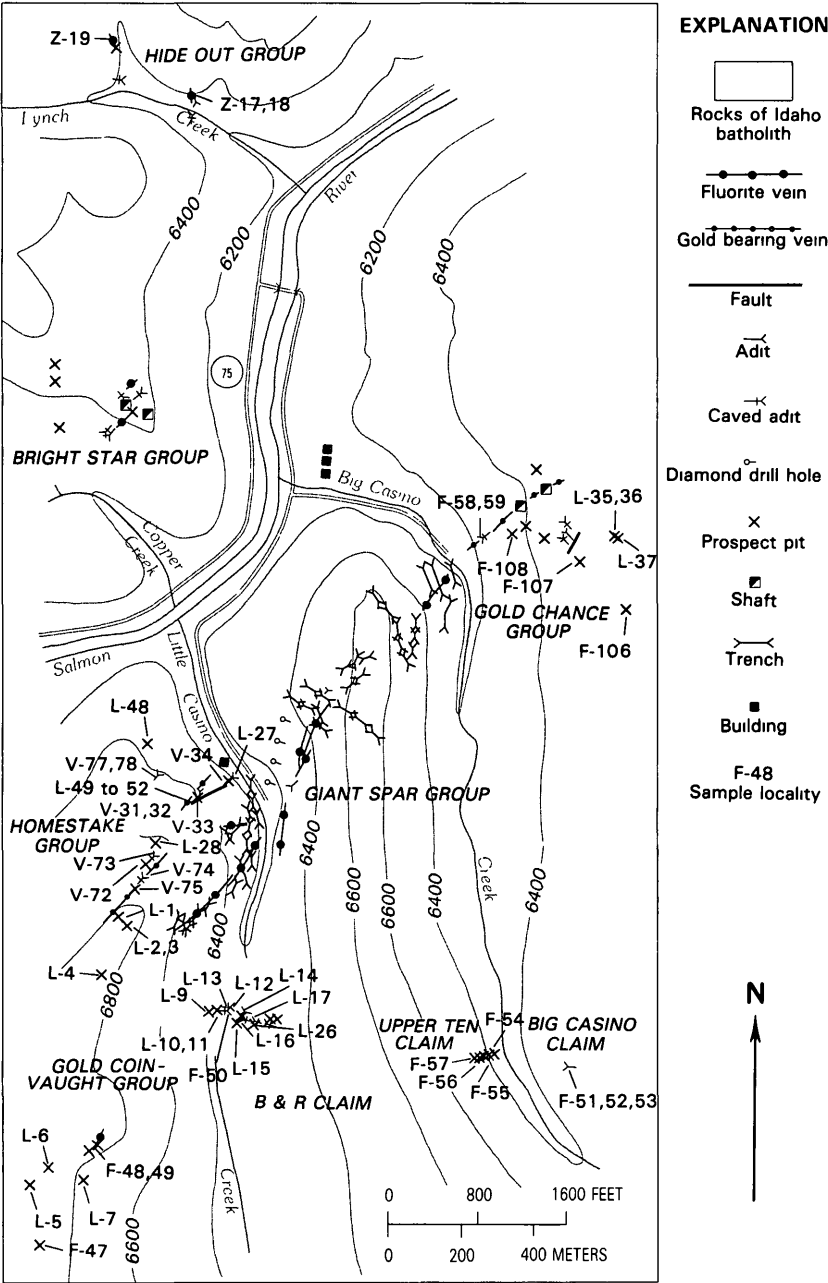 Z-19
HIDE OUT GROUP
Z-17,18
Lynch
Creek
River
6400
6200
6200
6400
75
BRIGHT STAR GROUP
Big Casino
F-58,59
L-35,36
Copper
Creek
F-108
F-107
L-37
GOLD CHANCE
GROUP
F-106
Salmon
Little
Casino
L-48
V-34
L-27
V-77,78
L-49 to 52
V-31,32
GIANT SPAR GROUP
V-33
HOMESTAKE
GROUP
L-28
6400
V-73
V-74
V-72
V-75
6600
6600
6400
6400
Creek
L-1
6400
L-2,3
L-4
6800
L-13
L-12
L-14
L-9
L-17
L-10,11
L-16
L-26
F-50
L-15
GOLD COIN-
VAUGHT GROUP
UPPER TEN
CLAIM
F-54
BIG CASINO
CLAIM
F-57
F-56
F-55
F-51,52,53
B & R CLAIM
L-6
F-48,49
Creek
L-5
L-7
F-47
6600
0 800 1600 FEET
0 200 400 METERS
EXPLANATION
Rocks of Idaho
batholith
Fluorite vein
Gold bearing vein
Fault
Adit
Caved adit
Diamond drill hole
Prospect pit
Shaft
Trench
Building
F-48
Sample locality
N